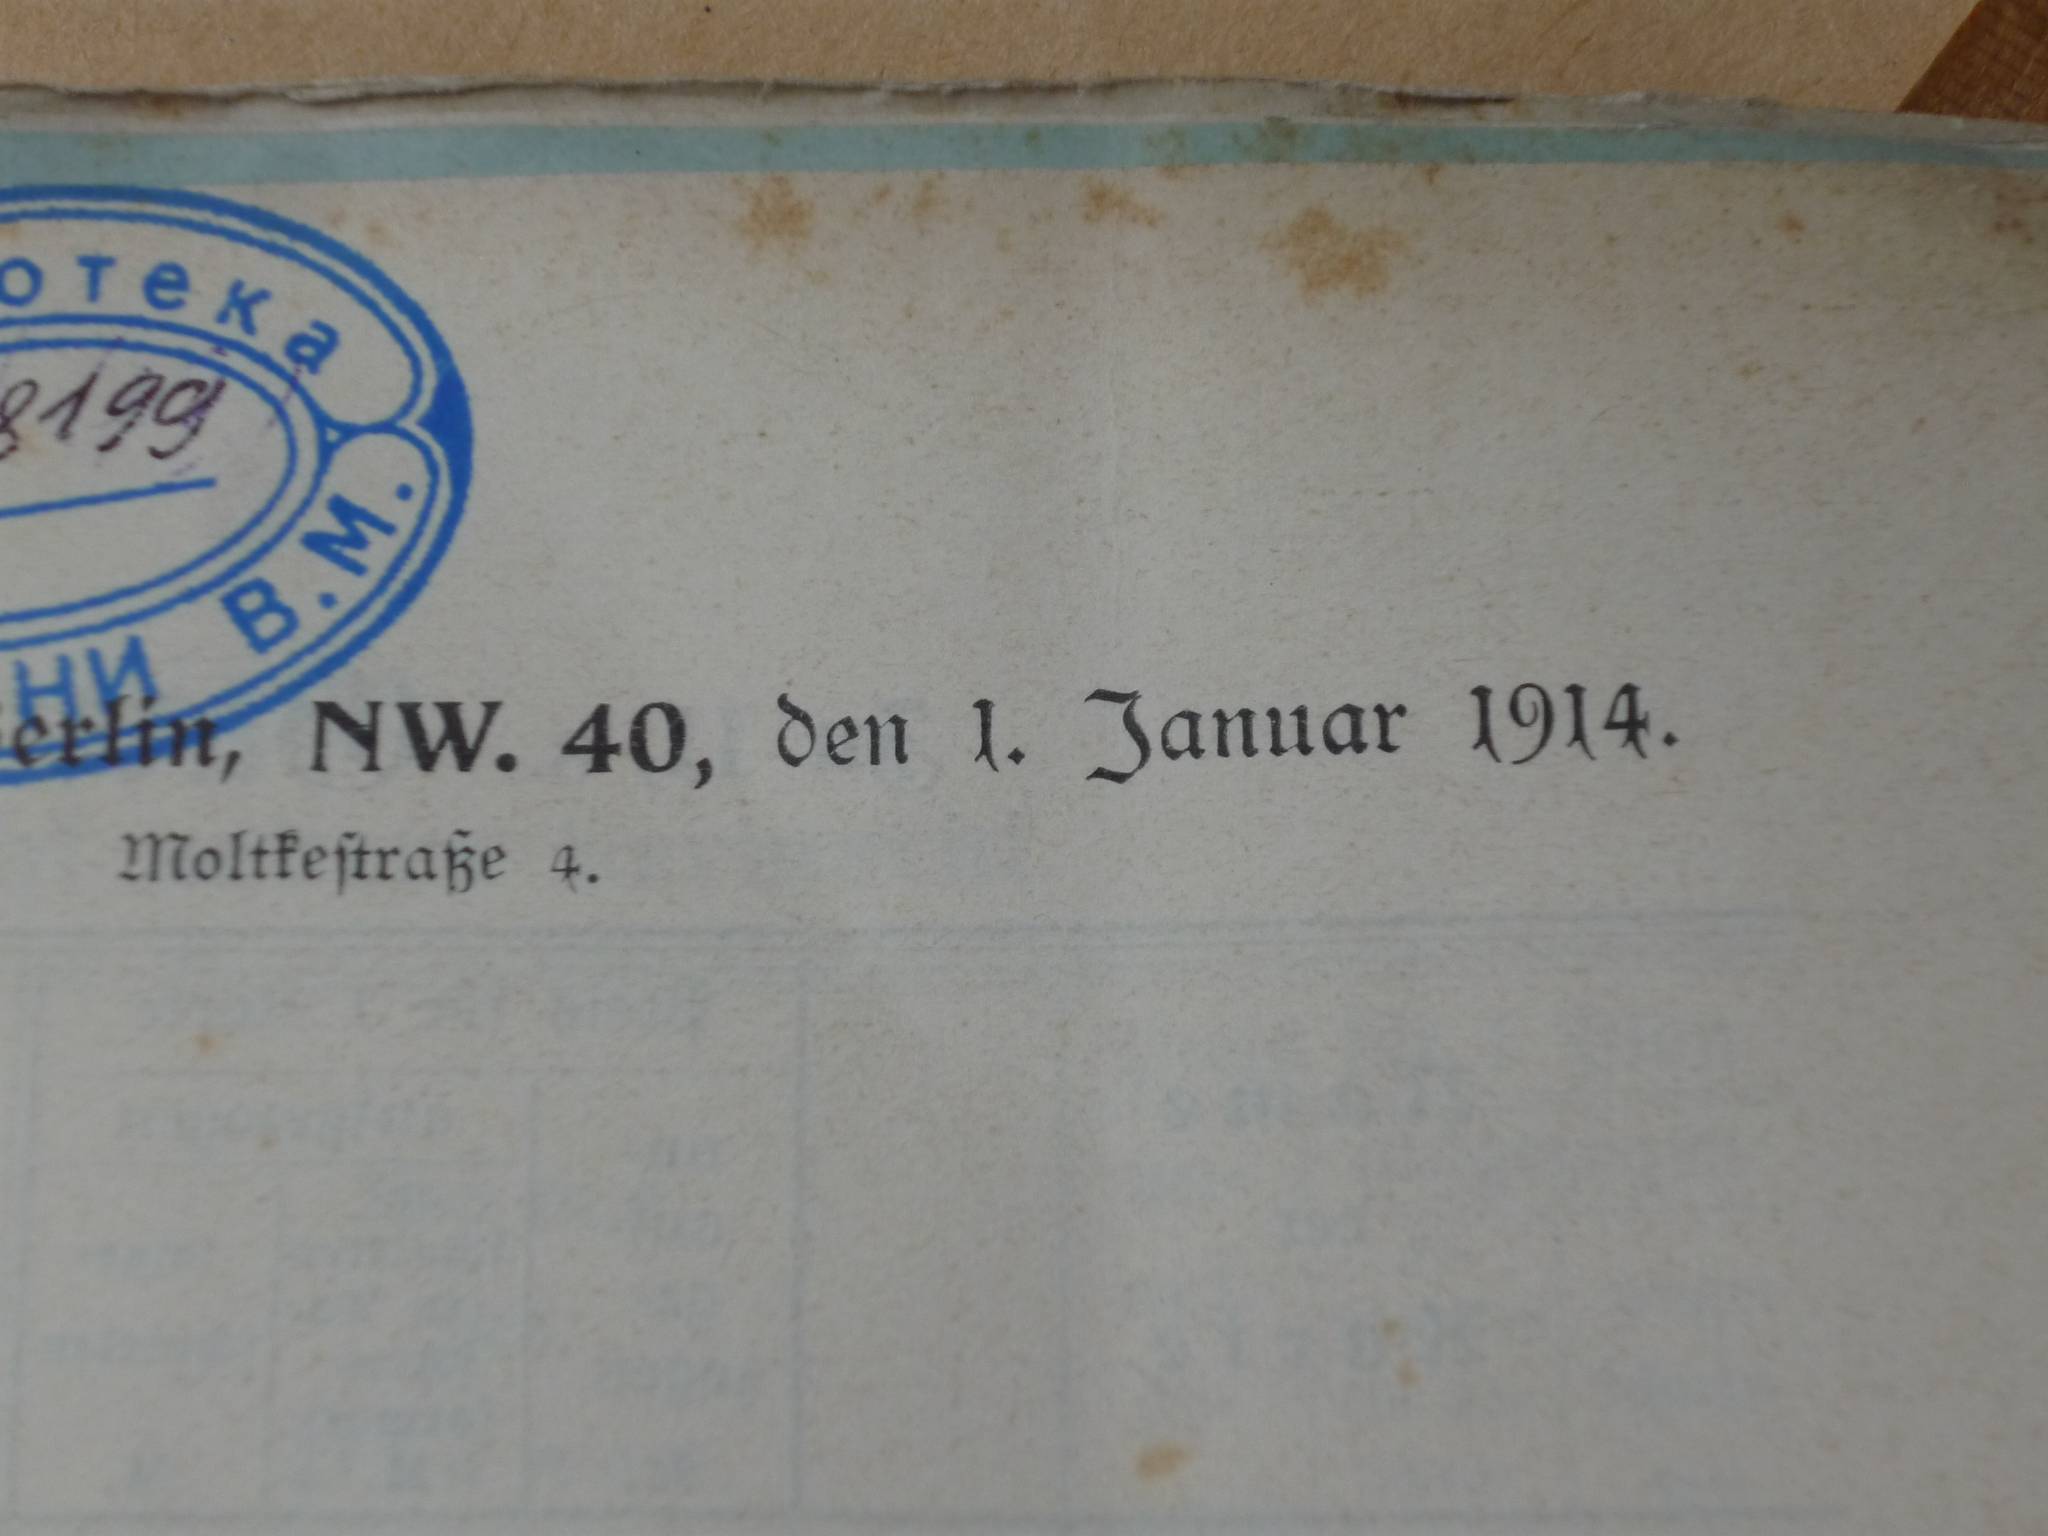 отека
8199
НИ В.М.
erlin, NW. 40, den 1. Januar 1914.
Moltkeſtraße 4.